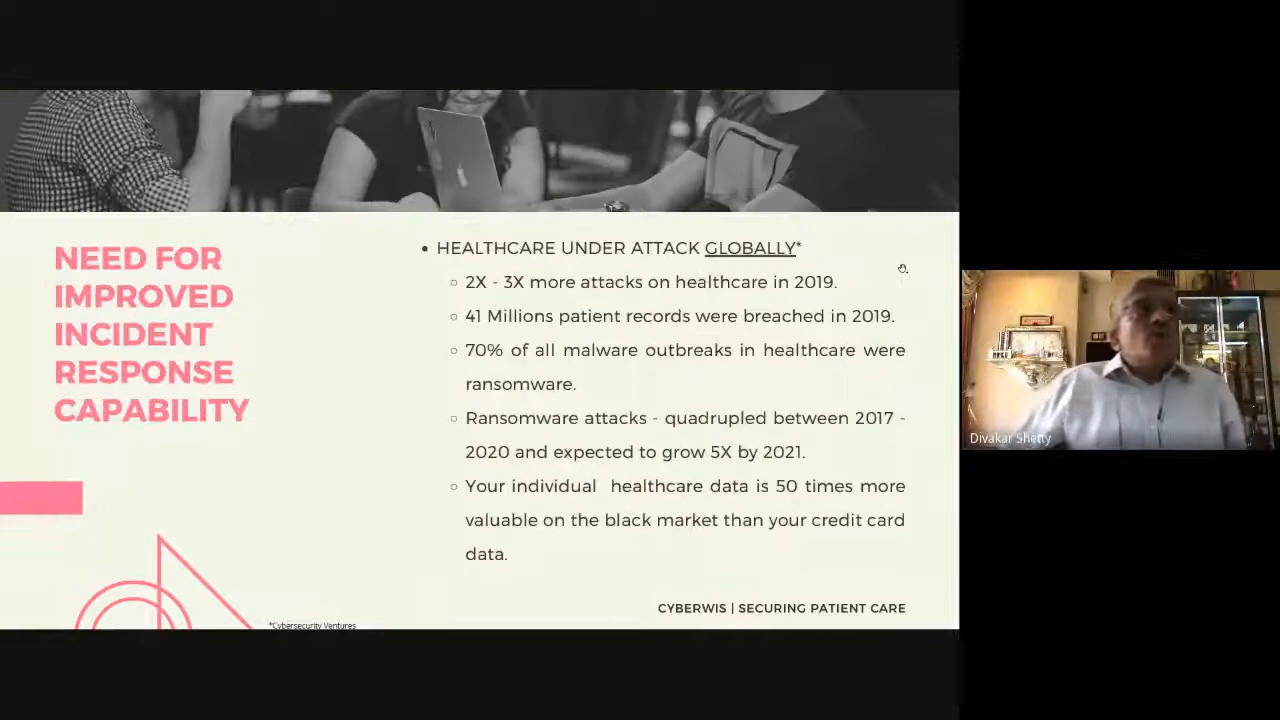 NEED FOR
IMPROVED
INCIDENT
RESPONSE
CAPABILITY
• HEALTHCARE UNDER ATTACK GLOBALLY*
○ 2X - 3X more attacks on healthcare in 2019.
○ 41 Millions patient records were breached in 2019.
○ 70% of all malware outbreaks in healthcare were
ransomware.
○ Ransomware attacks - quadrupled between 2017 -
2020 and expected to grow 5X by 2021.
○ Your individual healthcare data is 50 times more
valuable on the black market than your credit card
data.
CYBERWIS | SECURING PATIENT CARE
*Cybersecurity Ventures
Divakar Shetty